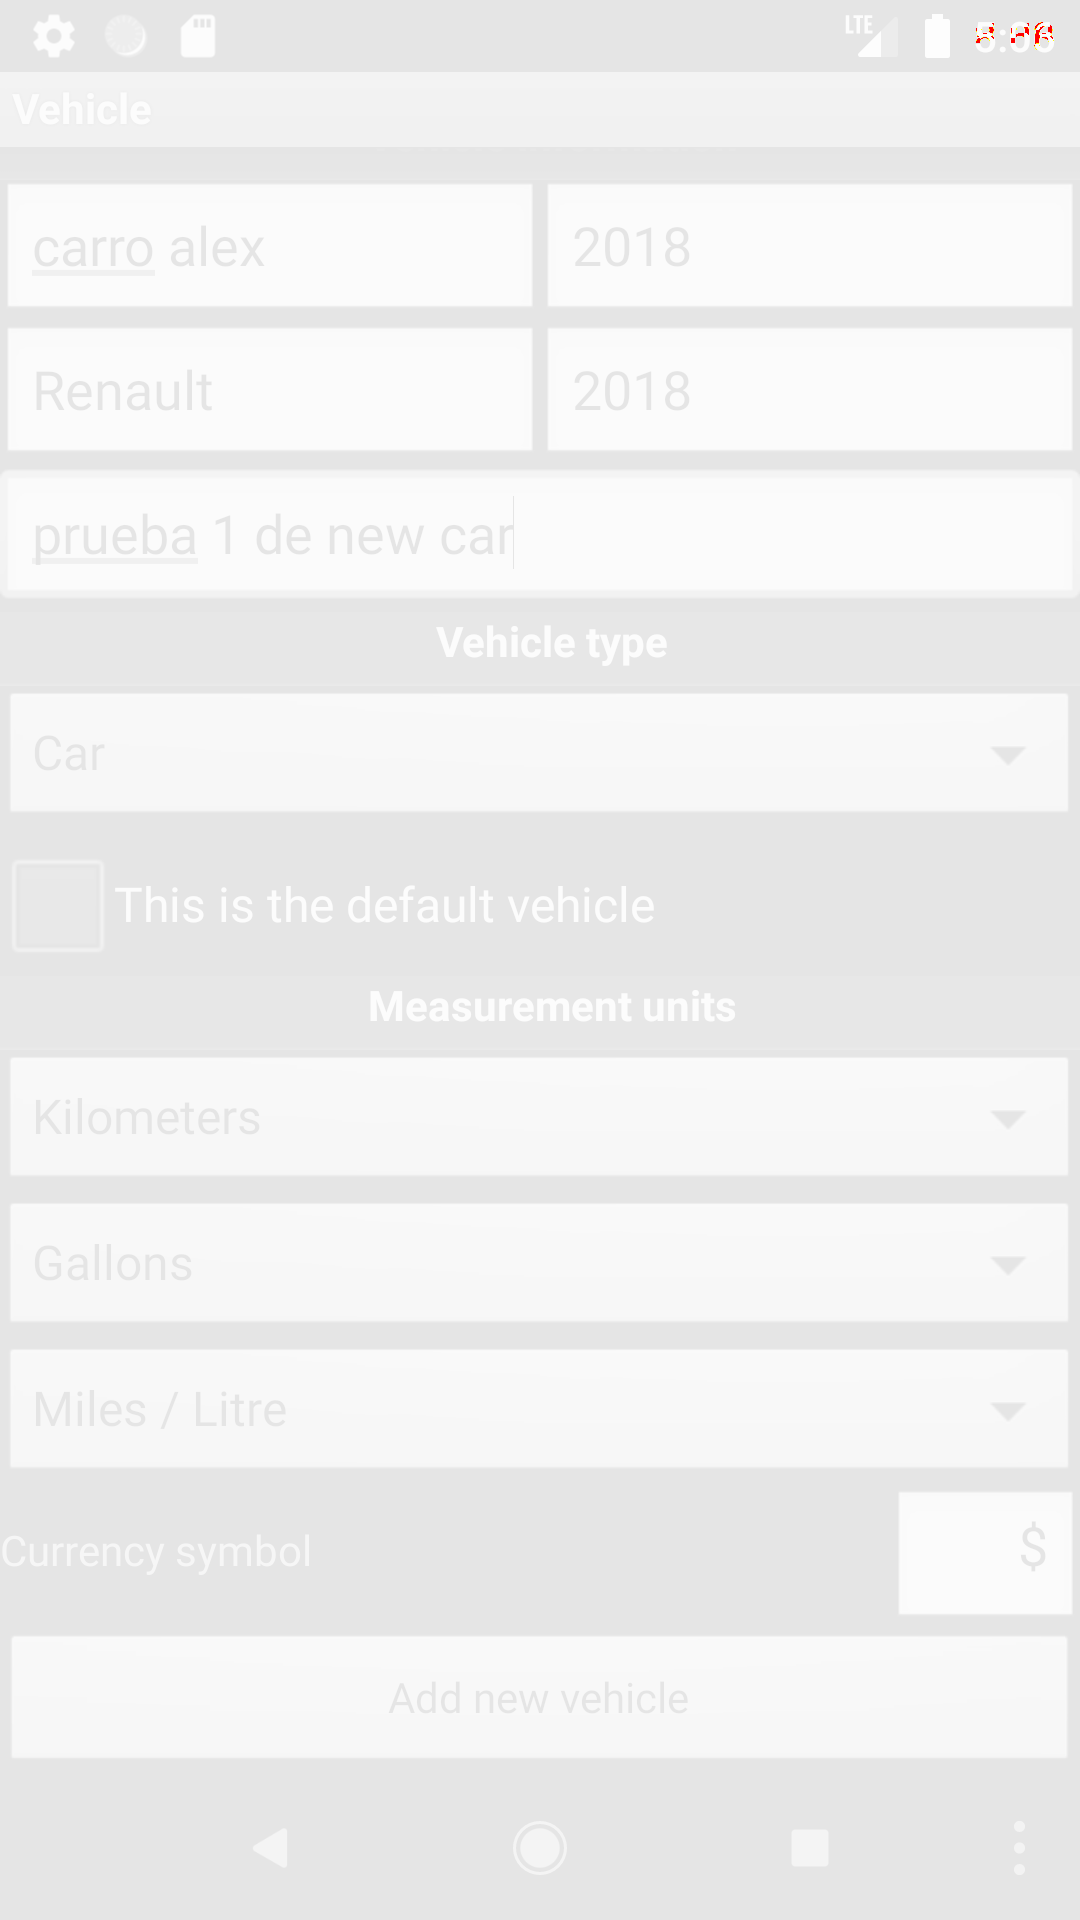 LTE
Vehicle
carro alex
2018
Renault
2018
prueba 1 de new car
Vehicle type
Car
This is the default vehicle
Measurement units
Kilometers
Gallons
Miles / Litre
Currency symbol
$
Add new vehicle